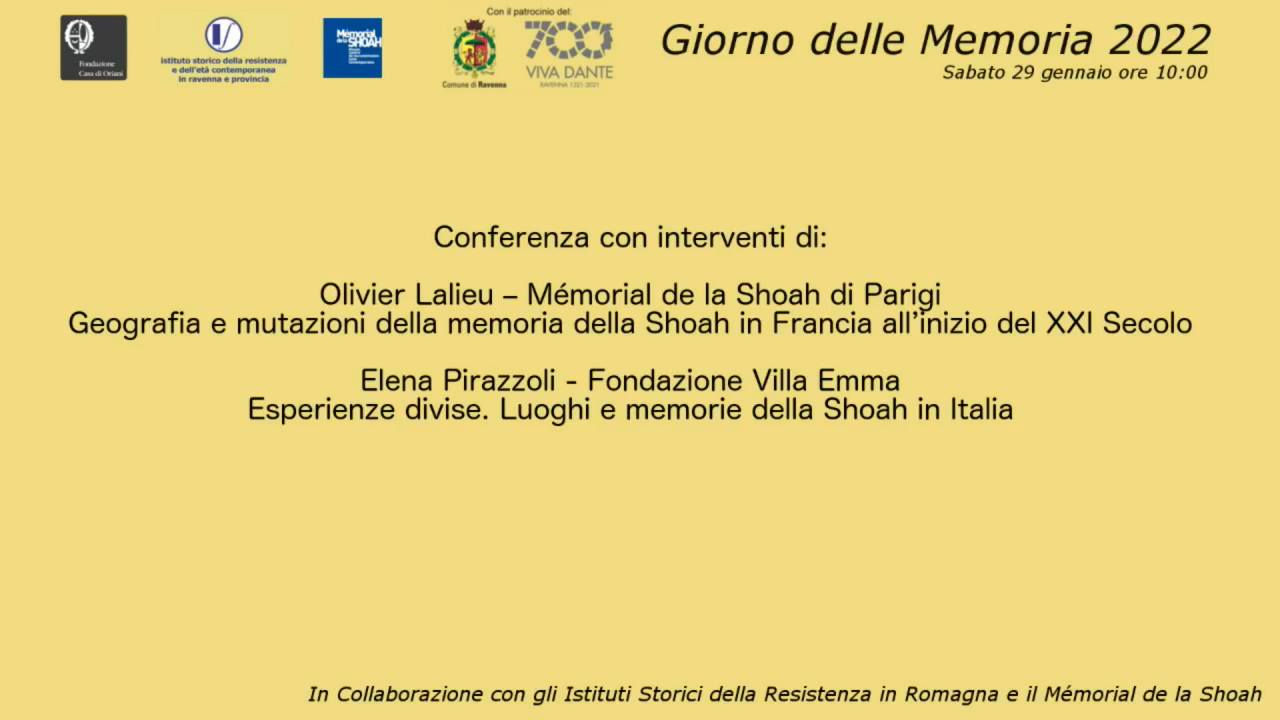 Fondazione
Casa di Oriani
istituto storico della resistenza
e dell'età contemporanea
in ravenna e provincia
Mémorial
de la SHOAH
Con il patrocinio del:
Comune di Ravenna
700
VIVA DANTE
RAVENNA 1321-2021
Giorno delle Memoria 2022
Sabato 29 gennaio ore 10:00
Conferenza con interventi di:
Olivier Lalieu – Mémorial de la Shoah di Parigi
Geografia e mutazioni della memoria della Shoah in Francia all’inizio del XXI Secolo
Elena Pirazzoli - Fondazione Villa Emma
Esperienze divise. Luoghi e memorie della Shoah in Italia
In Collaborazione con gli Istituti Storici della Resistenza in Romagna e il Mémorial de la Shoah